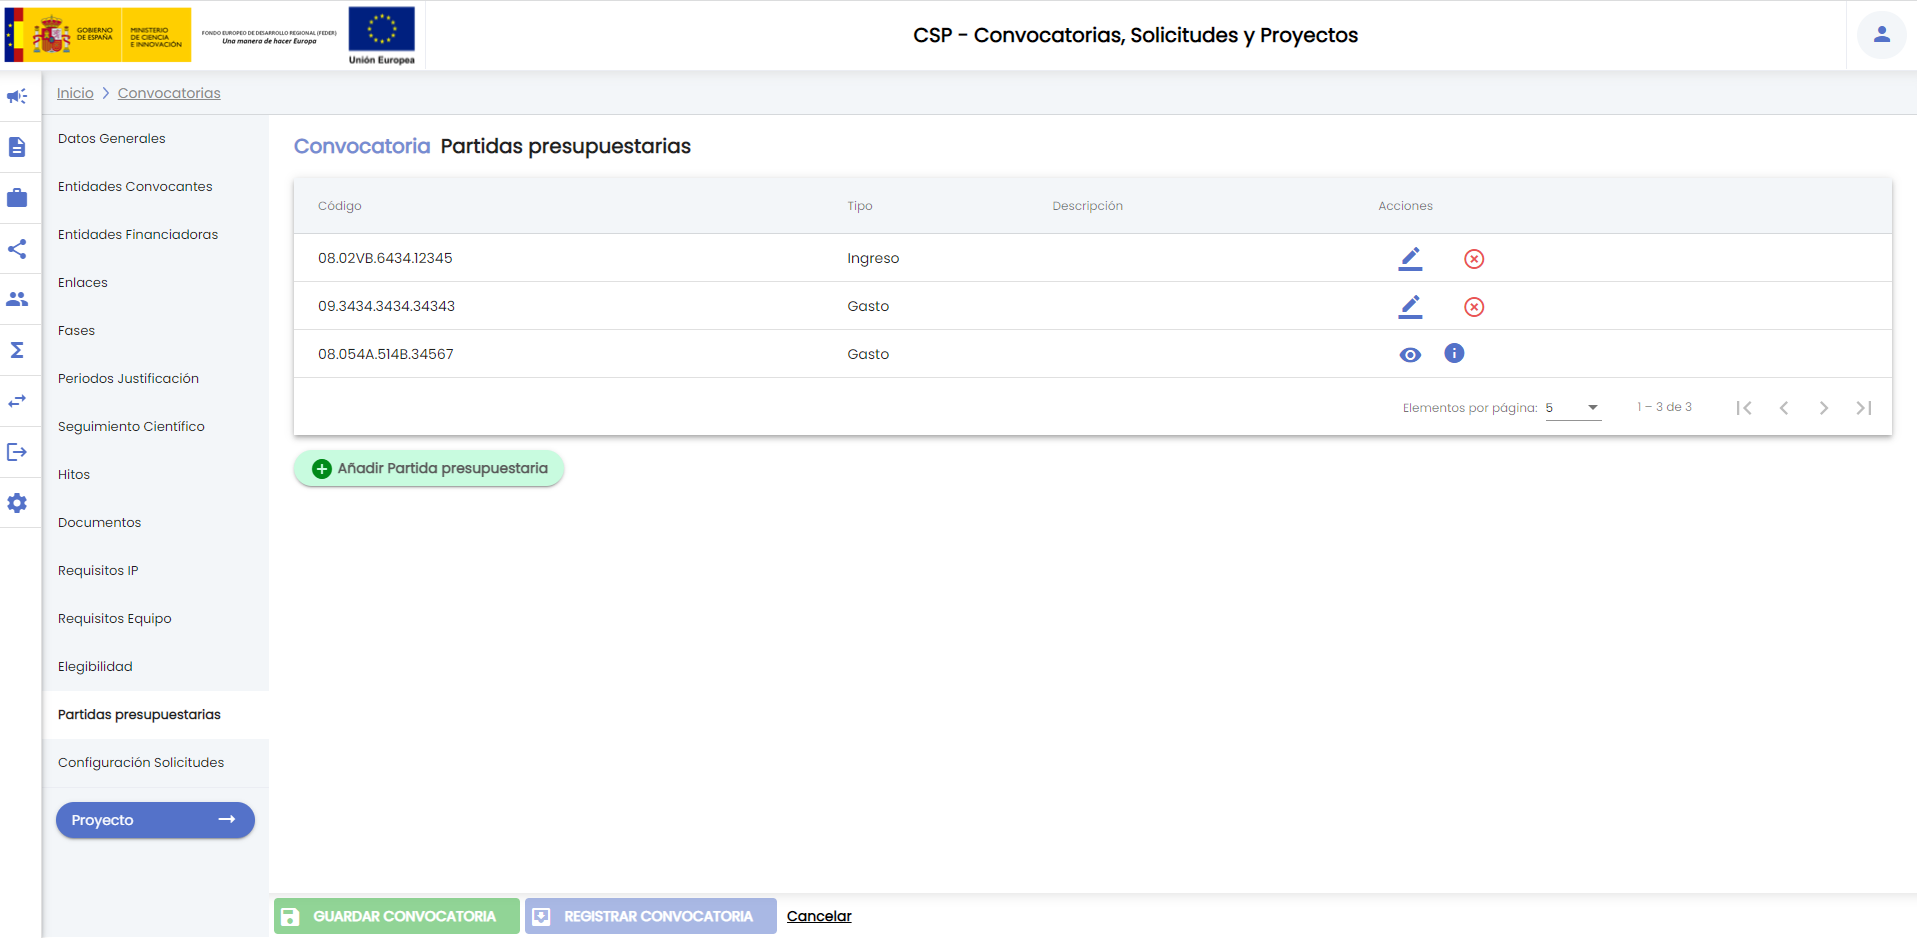 GOBIERNO
DE ESPAÑA
MINISTERIO
DE CIENCIA
E INNOVACIÓN
FONDO EUROPEO DE DESARROLLO REGIONAL (FEDER)
Una manera de hacer Europa
Unión Europea
CSP - Convocatorias, Solicitudes y Proyectos
Inicio > Convocatorias
Datos Generales
Entidades Convocantes
Entidades Financiadoras
Enlaces
Fases
Periodos Justificación
Seguimiento Científico
Hitos
Documentos
Requisitos IP
Requisitos Equipo
Elegibilidad
Partidas presupuestarias
Configuración Solicitudes
Proyecto
Convocatoria Partidas presupuestarias
Código Tipo Descripción Acciones
08.02VB.6434.12345 Ingreso
09.3434.3434.34343 Gasto
08.054A.514B.34567 Gasto
Elementos por página: 5 1 – 3 de 3
Añadir Partida presupuestaria
GUARDAR CONVOCATORIA REGISTRAR CONVOCATORIA Cancelar